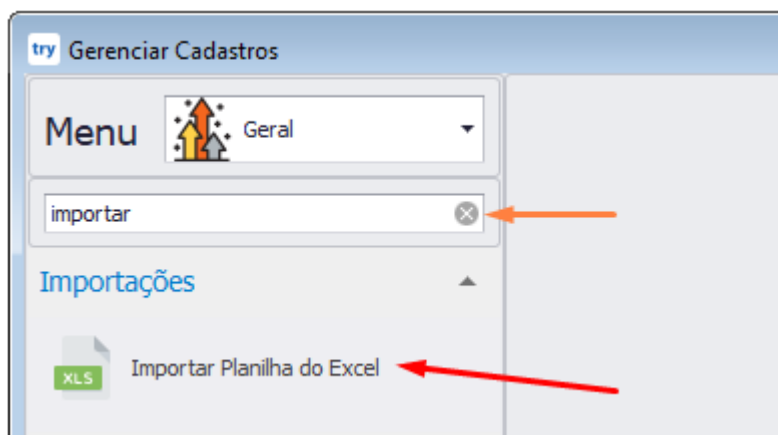 try Gerenciar Cadastros
Menu
Geral
importar
Importações
XLS
Importar Planilha do Excel